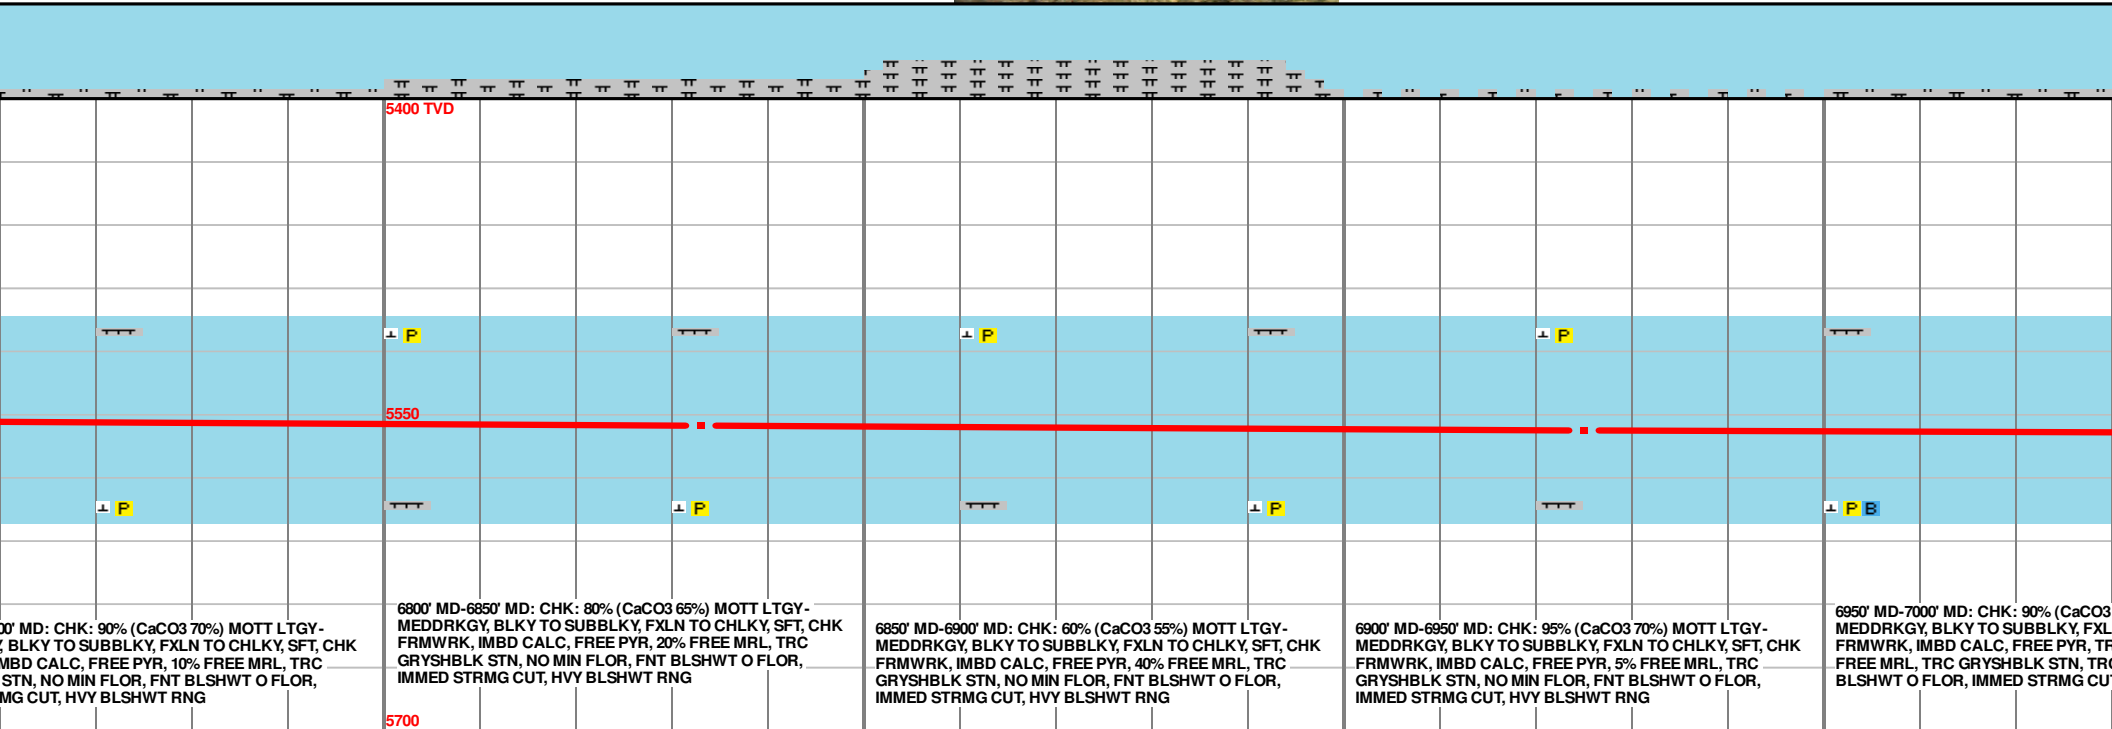 5400 TVD
P
P
P
5550
P
P
P
P B
00' MD: CHK: 90% (CaCO3 70%) MOTT LTGY-
, BLKY TO SUBBLKY, FXLN TO CHLKY, SFT, CHK
MBD CALC, FREE PYR, 10% FREE MRL, TRC
STN, NO MIN FLOR, FNT BLSHWT O FLOR,
MG CUT, HVY BLSHWT RNG
6800' MD-6850' MD: CHK: 80% (CaCO3 65%) MOTT LTGY-
MEDDRKGY, BLKY TO SUBBLKY, FXLN TO CHLKY, SFT, CHK
FRMWRK, IMBD CALC, FREE PYR, 20% FREE MRL, TRC
GRYSHBLK STN, NO MIN FLOR, FNT BLSHWT O FLOR,
IMMED STRMG CUT, HVY BLSHWT RNG
6850' MD-6900' MD: CHK: 60% (CaCO3 55%) MOTT LTGY-
MEDDRKGY, BLKY TO SUBBLKY, FXLN TO CHLKY, SFT, CHK
FRMWRK, IMBD CALC, FREE PYR, 40% FREE MRL, TRC
GRYSHBLK STN, NO MIN FLOR, FNT BLSHWT O FLOR,
IMMED STRMG CUT, HVY BLSHWT RNG
6900' MD-6950' MD: CHK: 95% (CaCO3 70%) MOTT LTGY-
MEDDRKGY, BLKY TO SUBBLKY, FXLN TO CHLKY, SFT, CHK
FRMWRK, IMBD CALC, FREE PYR, 5% FREE MRL, TRC
GRYSHBLK STN, NO MIN FLOR, FNT BLSHWT O FLOR,
IMMED STRMG CUT, HVY BLSHWT RNG
6950' MD-7000' MD: CHK: 90% (CaCO3
MEDDRKGY, BLKY TO SUBBLKY, FXL
FRMWRK, IMBD CALC, FREE PYR, TR
FREE MRL, TRC GRYSHBLK STN, TRC
BLSHWT O FLOR, IMMED STRMG CUT
5700